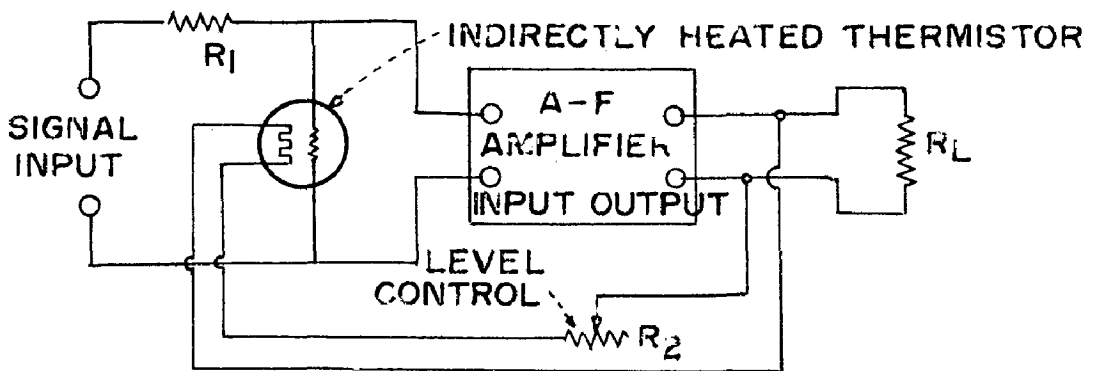 R1
INDIRECTLY HEATED THERMISTOR
SIGNAL
INPUT
A-F
AMPLIFIER
INPUT OUTPUT
RL
LEVEL
CONTROL
R2